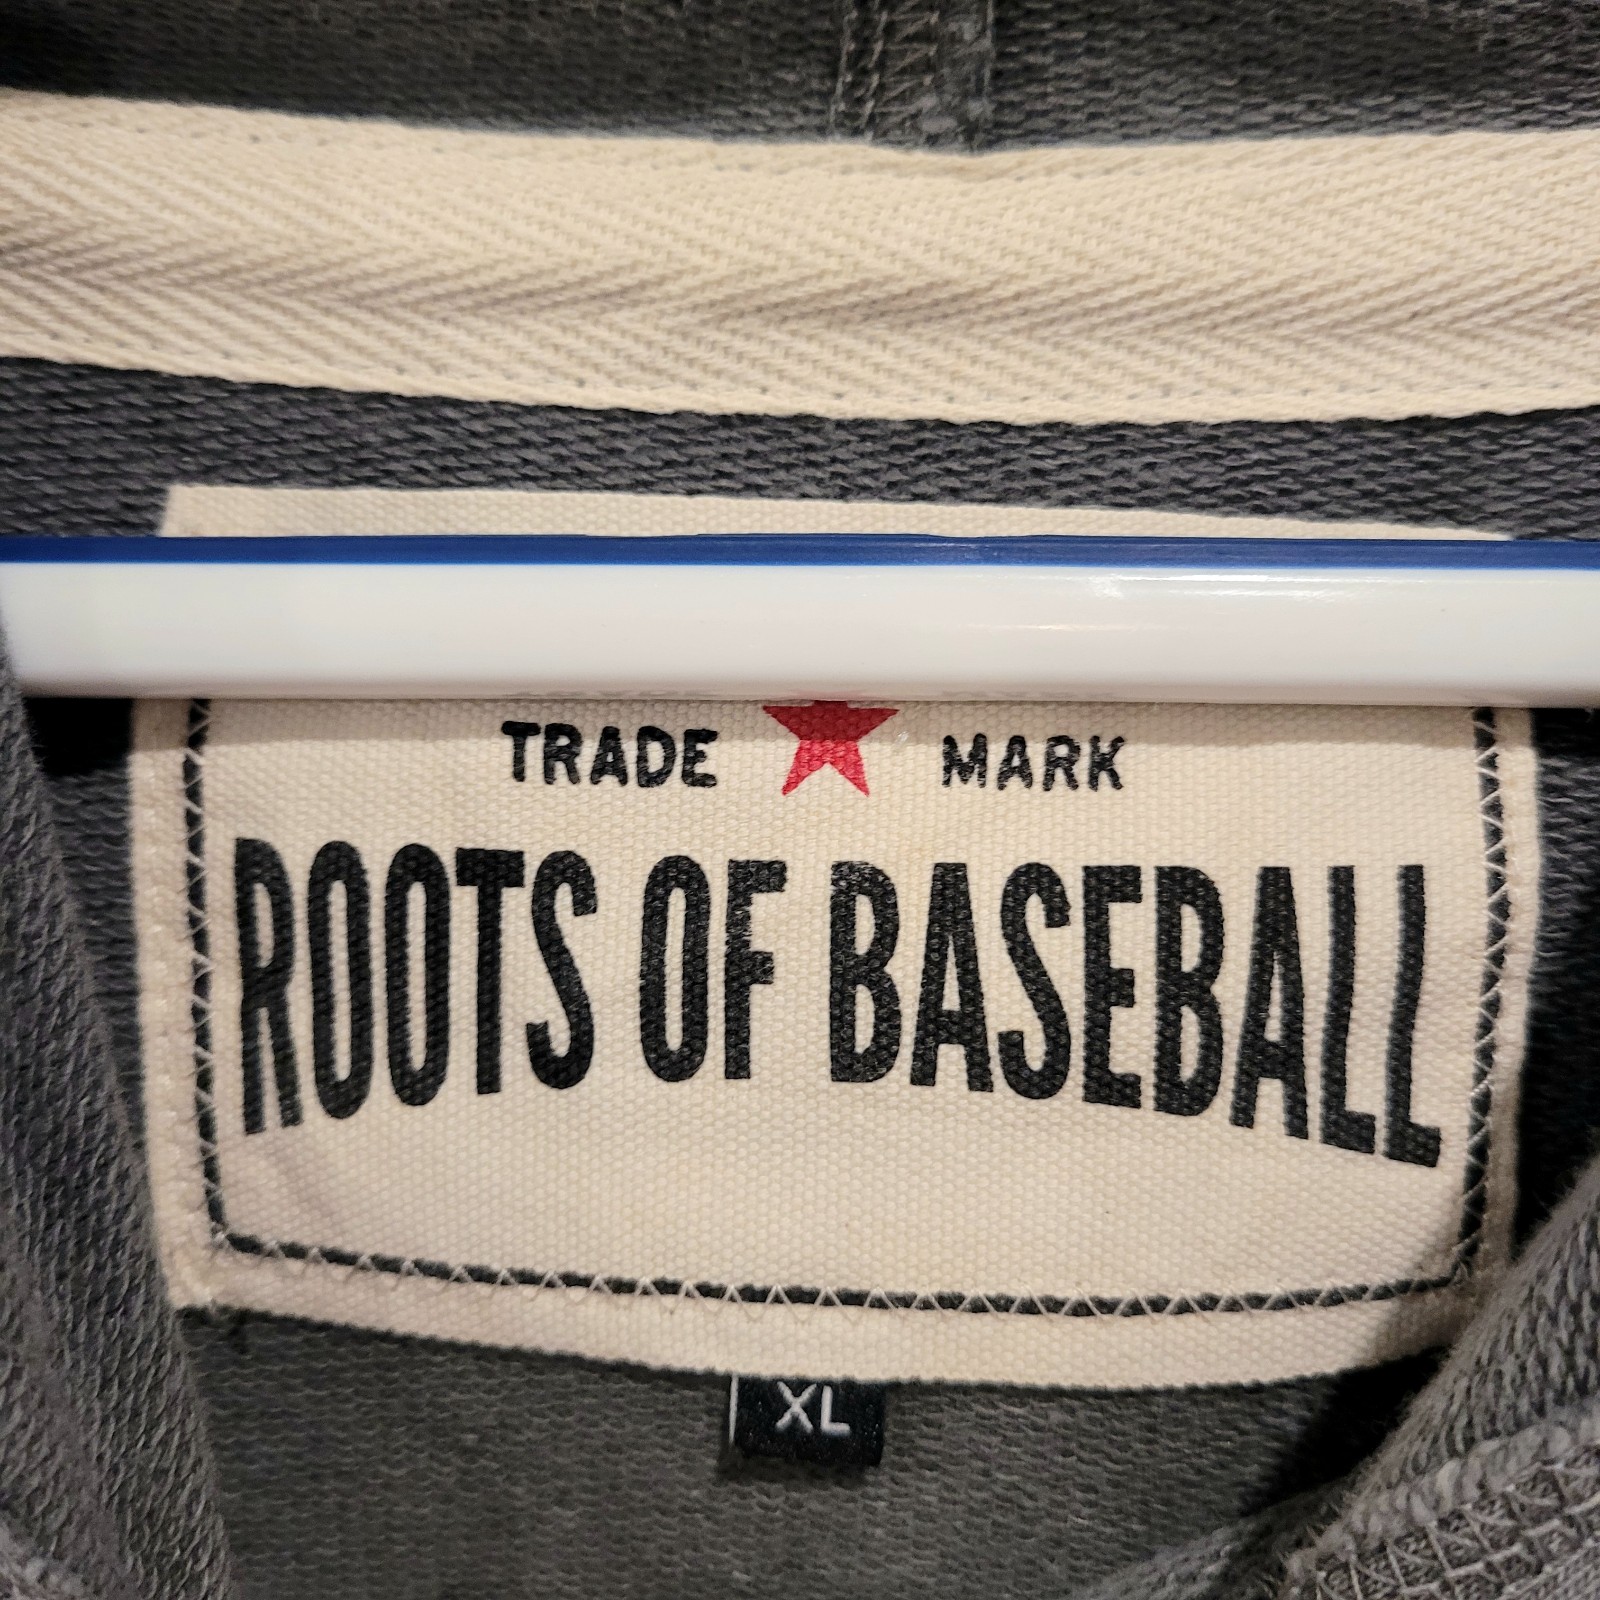 TRADE MARK
ROOTS OF BASEBALL
XL